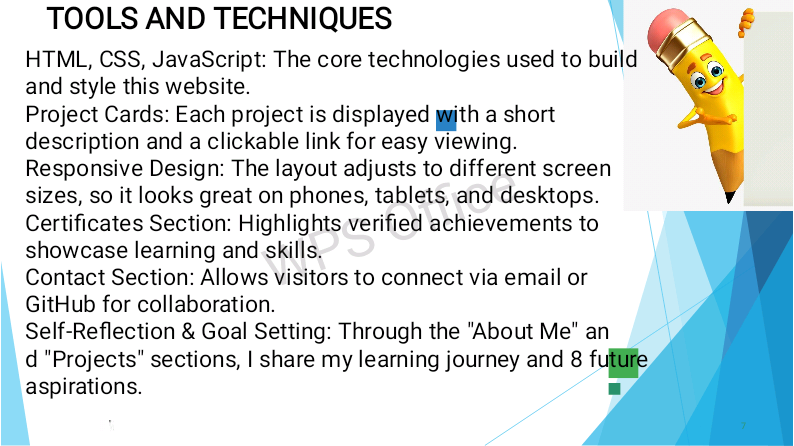 TOOLS AND TECHNIQUES
HTML, CSS, JavaScript: The core technologies used to build
and style this website.
Project Cards: Each project is displayed with a short
description and a clickable link for easy viewing.
Responsive Design: The layout adjusts to different screen
sizes, so it looks great on phones, tablets, and desktops.
Certificates Section: Highlights verified achievements to
showcase learning and skills.
Contact Section: Allows visitors to connect via email or
GitHub for collaboration.
Self-Reflection & Goal Setting: Through the "About Me" an
d "Projects" sections, I share my learning journey and 8 future
aspirations.
WPS Office
7